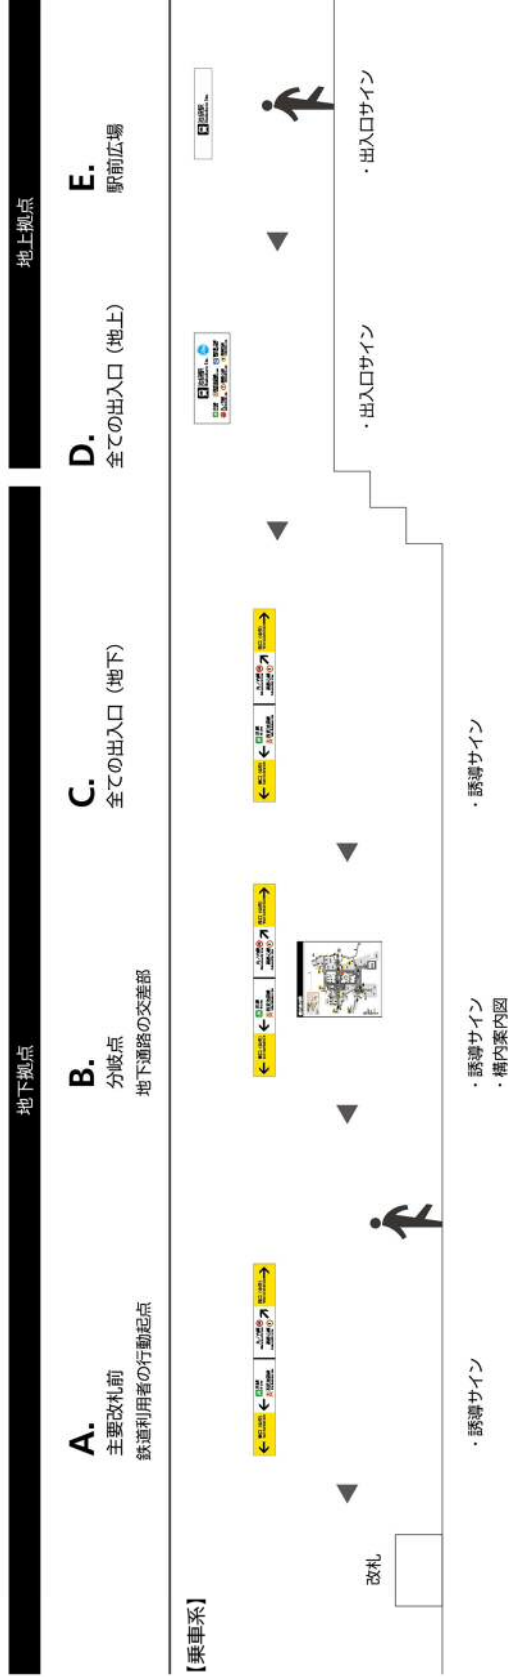 地下拠点
地上拠点
A.
主要改札前
鉄道利用者の行動起点
B.
分岐点
地下通路の交差部
C.
全ての出入口（地下）
D.
全ての出入口（地上）
E.
駅前広場
【乗車系】
改札
・誘導サイン
・誘導サイン
・構内案内図
・誘導サイン
・出入口サイン
・出入口サイン